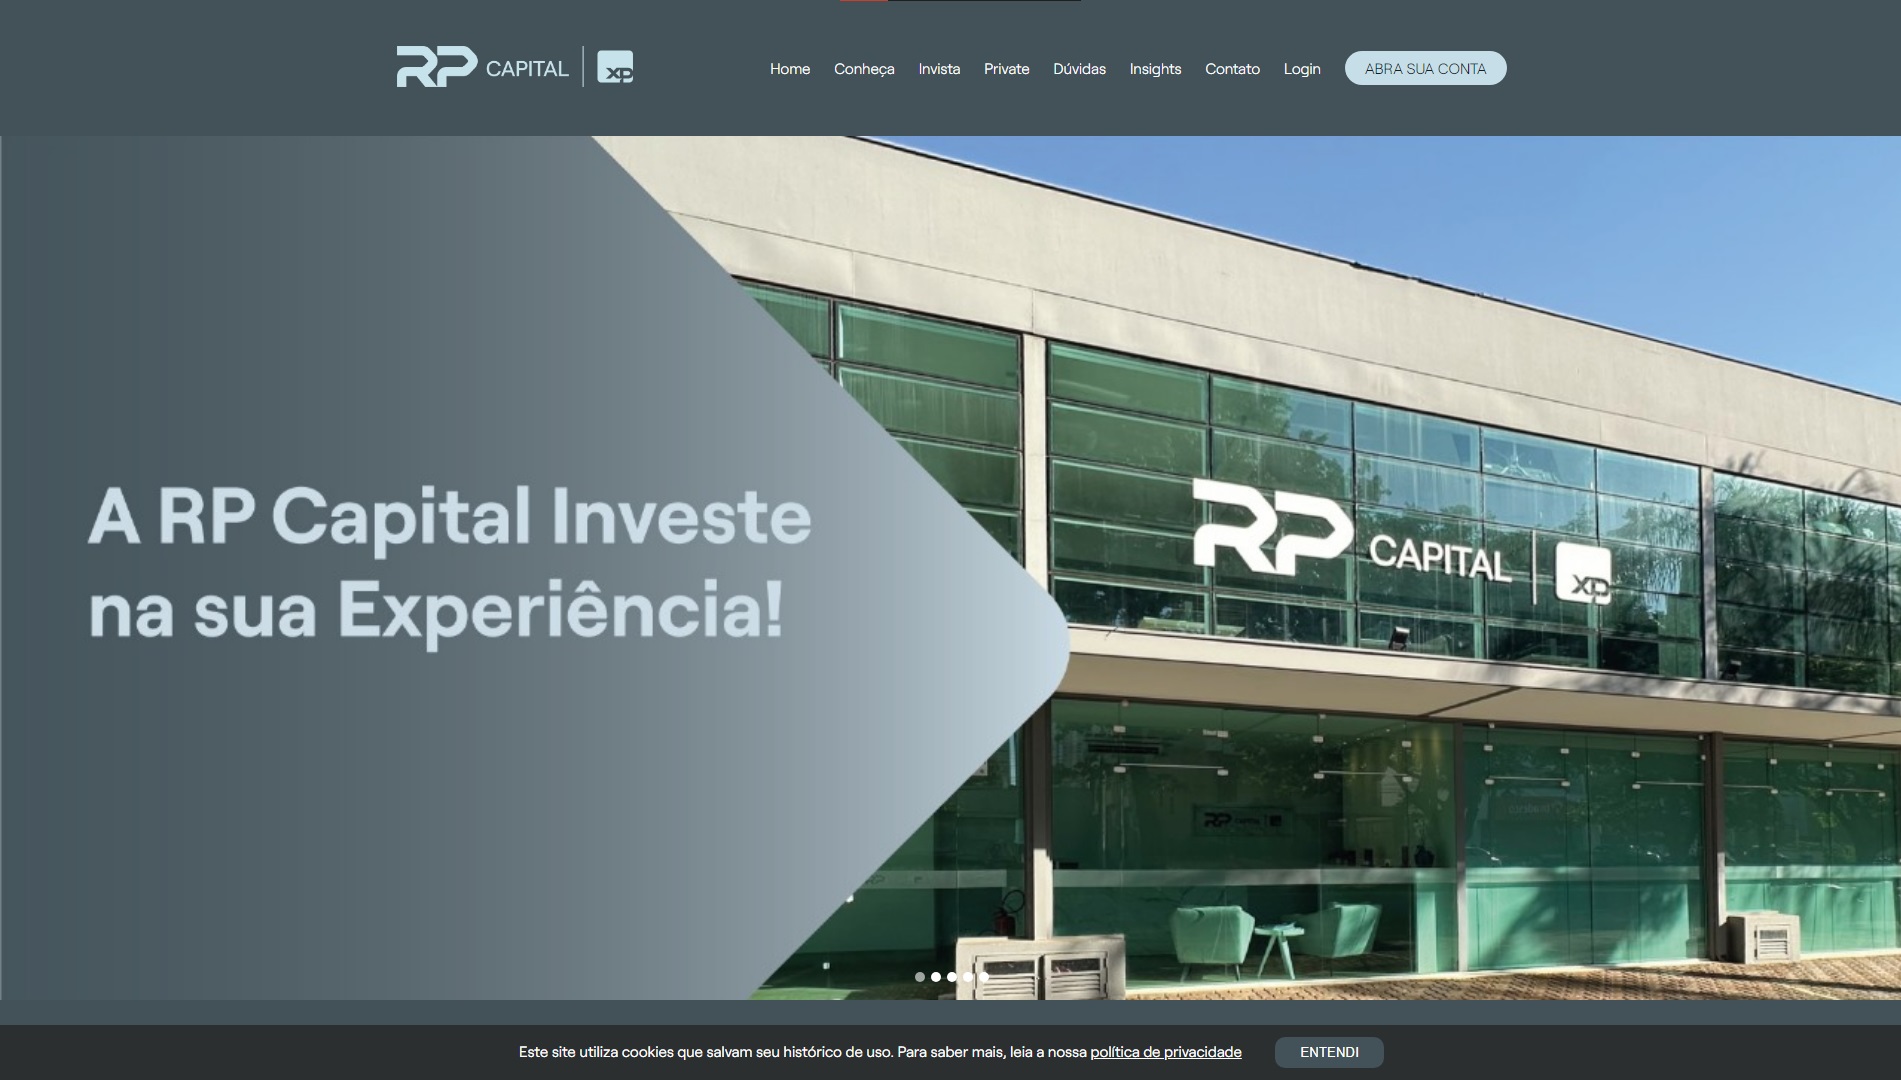 RP CAPITAL | XP
Home Conheça Invista Private Dúvidas Insights Contato Login ABRA SUA CONTA
A RP Capital Investe
na sua Experiência!
RP CAPITAL | XP
Este site utiliza cookies que salvam seu histórico de uso. Para saber mais, leia a nossa política de privacidade ENTENDI